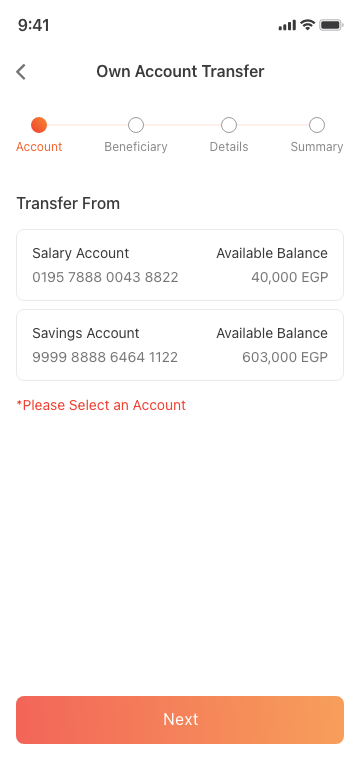 9:41
Own Account Transfer
Account Beneficiary Details Summary
Transfer From
Salary Account Available Balance
0195 7888 0043 8822 40,000 EGP
Savings Account Available Balance
9999 8888 6464 1122 603,000 EGP
*Please Select an Account
Next